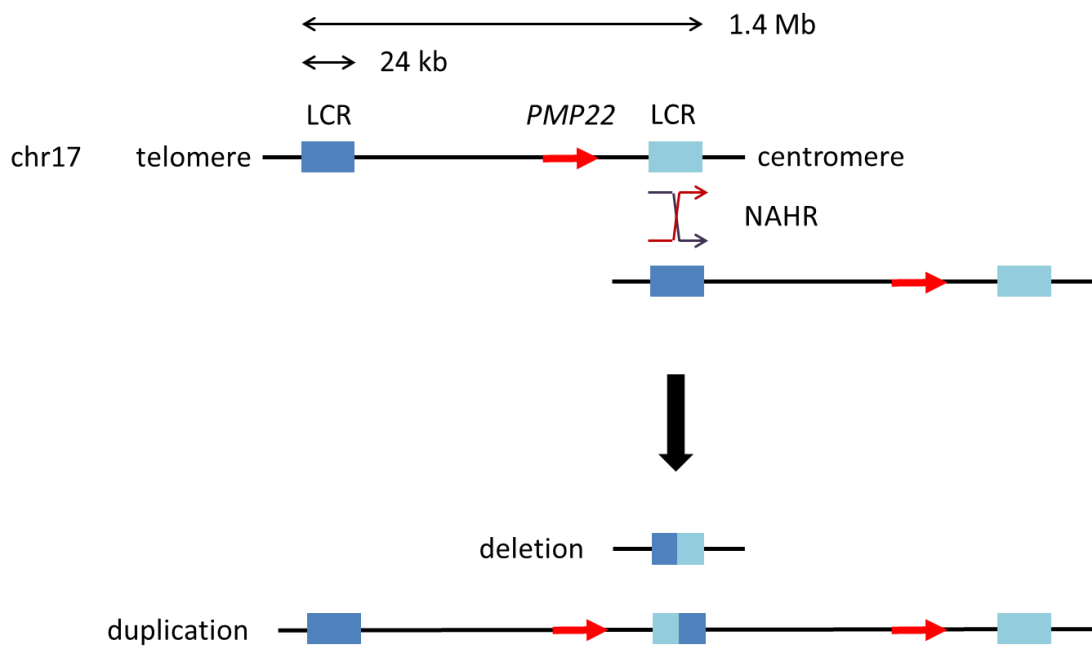 1.4 Mb
24 kb
LCR PMP22 LCR
chr17 telomere centromere
NAHR
deletion
duplication